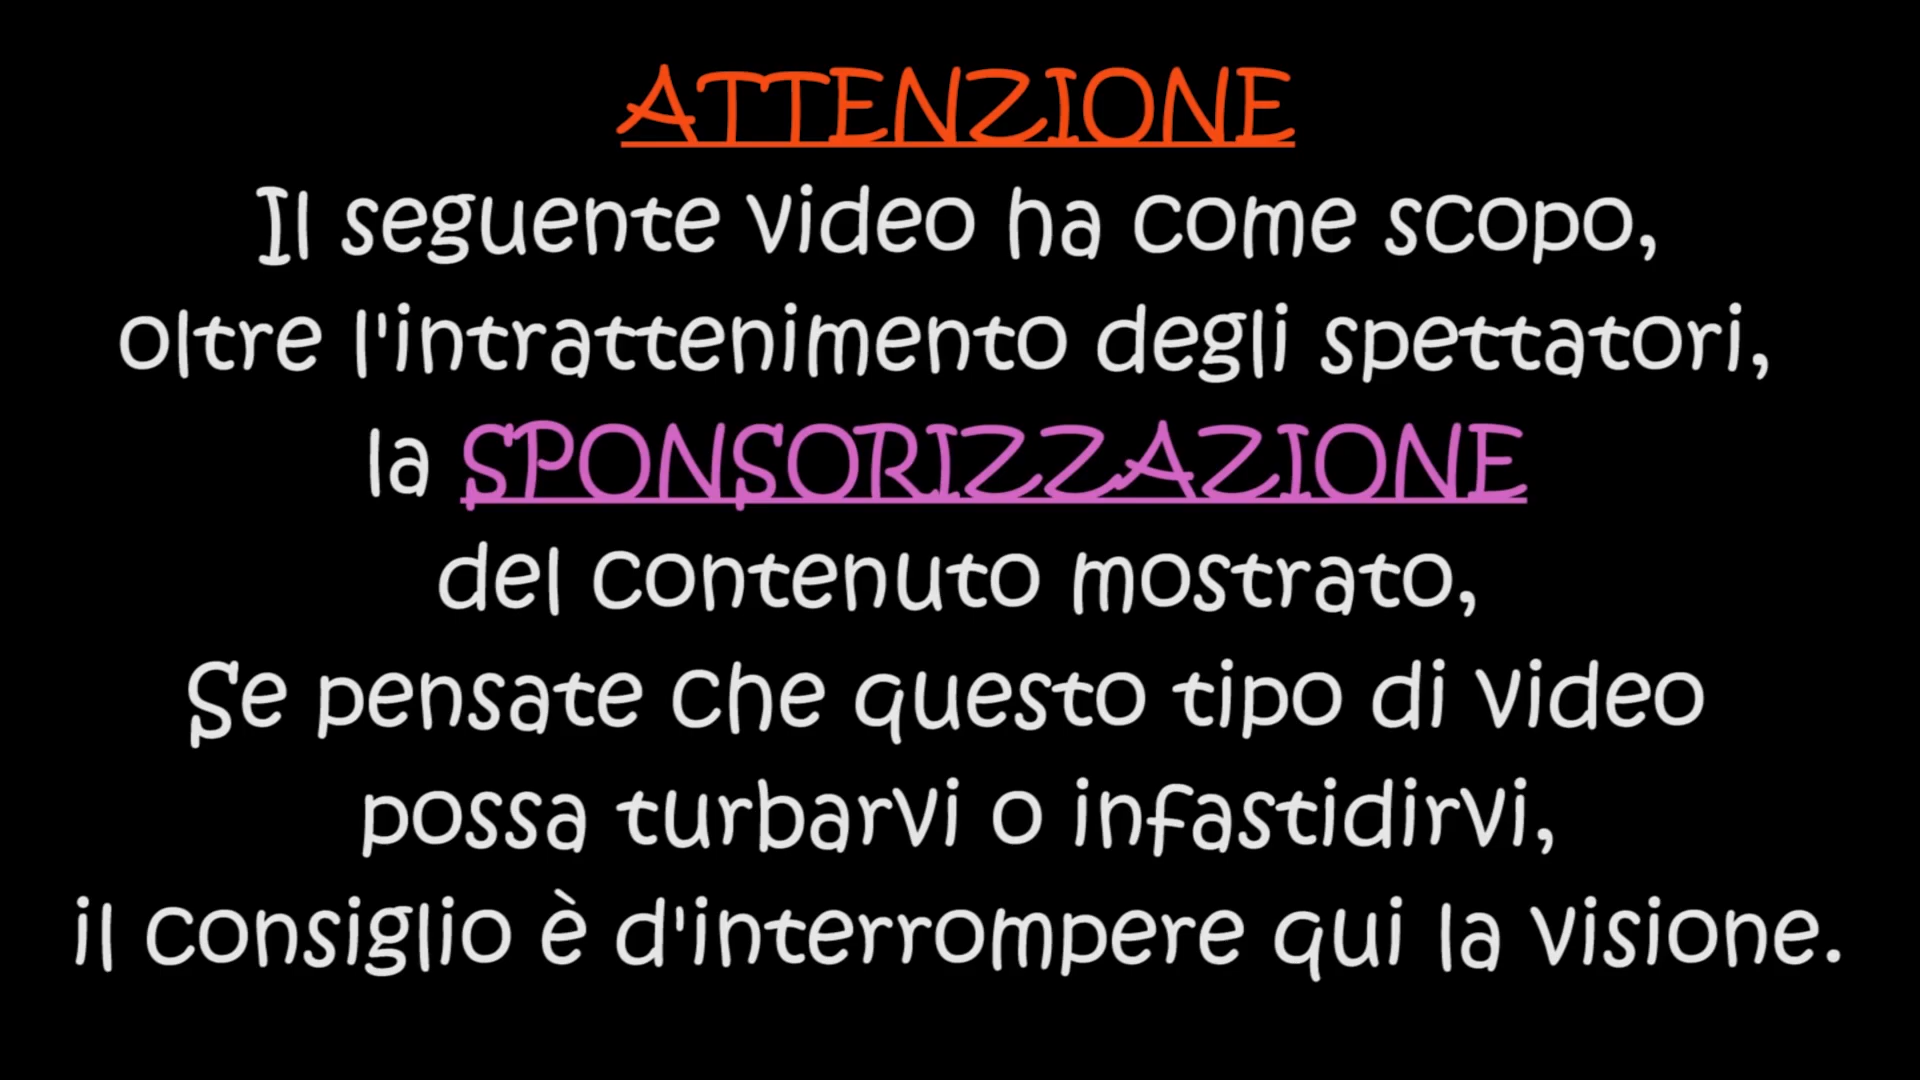 ATTENZIONE
Il seguente video ha come scopo,
oltre l'intrattenimento degli spettatori,
la SPONSORIZZAZIONE
del contenuto mostrato,
Se pensate che questo tipo di video
possa turbarvi o infastidirvi,
il consiglio è d'interrompere qui la visione.